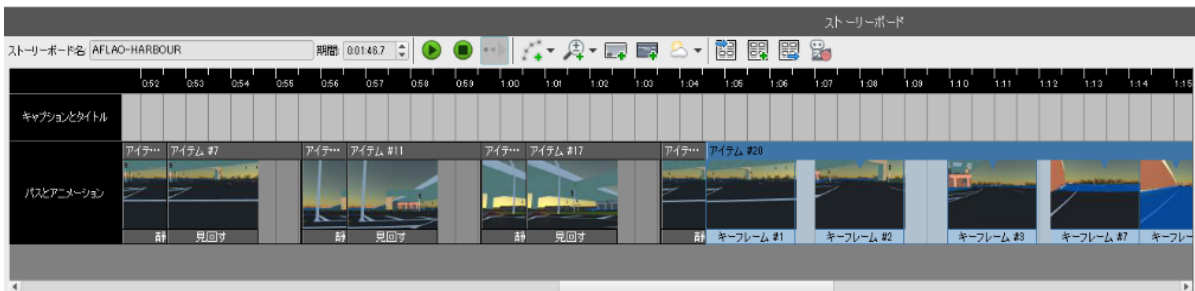 ストーリーボード
ストーリーボード名: AFLAO-HARBOUR 期間: 0:01:46.7
0:52 0:53 0:54 0:55 0:56 0:57 0:58 0:59 1:00 1:01 1:02 1:03 1:04 1:05 1:06 1:07 1:08 1:09 1:10 1:11 1:12 1:13 1:14 1:15
キャプションとタイトル
アイテ… アイテム #7 アイテ… アイテム #11 アイテ… アイテム #17 アイテ… アイテム #20
パスとアニメーション
静 見回す 静 見回す 静 見回す 静 キーフレーム #1 キーフレーム #2 キーフレーム #3 キーフレーム #7 キーフレー